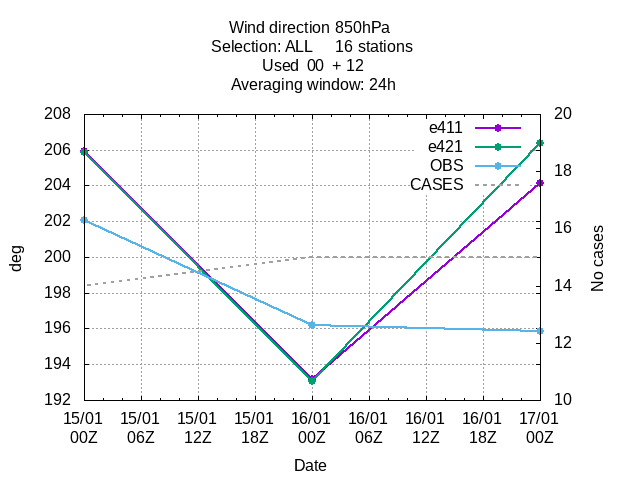 Wind direction 850hPa
Selection: ALL     16 stations
Used  00  + 12
Averaging window: 24h
208 20
e411
e421
OBS
CASES
206
204 18
202 16
200
198 14
196
194 12
192 10
deg
No cases
15/01 15/01 15/01 15/01 16/01 16/01 16/01 16/01 17/01
00Z 06Z 12Z 18Z 00Z 06Z 12Z 18Z 00Z
Date